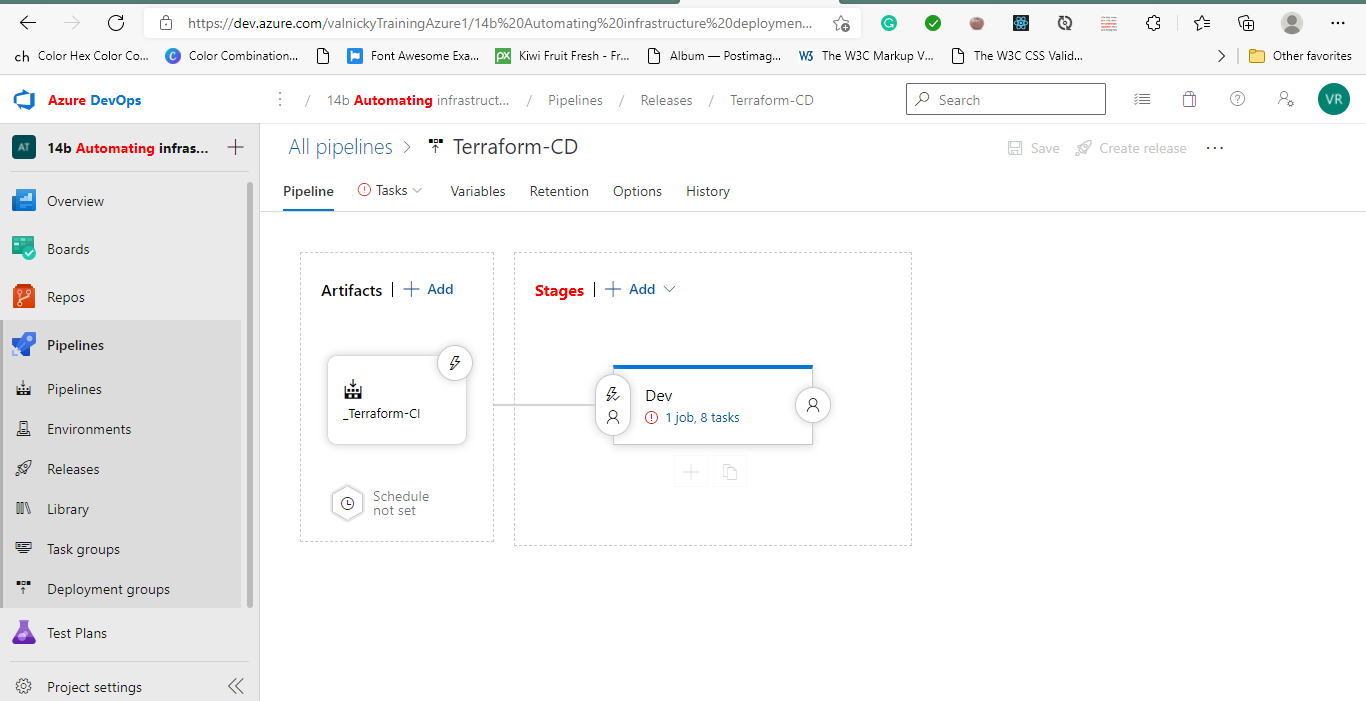 https://dev.azure.com/valnickyTrainingAzure1/14b%20Automating%20infrastructure%20deploymen...
ch Color Hex Color Co...
C Color Combination...
Font Awesome Exa...
px Kiwi Fruit Fresh - Fr...
Album — Postimag...
W3 The W3C Markup V...
The W3C CSS Valid...
Other favorites
Azure DevOps
/ 14b Automating infrastruct... / Pipelines / Releases / Terraform-CD
Search
VR
AT 14b Automating infras...
Overview
Boards
Repos
Pipelines
Pipelines
Environments
Releases
Library
Task groups
Deployment groups
Test Plans
Project settings
All pipelines > Terraform-CD
Save
Create release
Pipeline
Tasks
Variables
Retention
Options
History
Artifacts | + Add
_Terraform-CI
Schedule
not set
Stages | + Add
Dev
1 job, 8 tasks